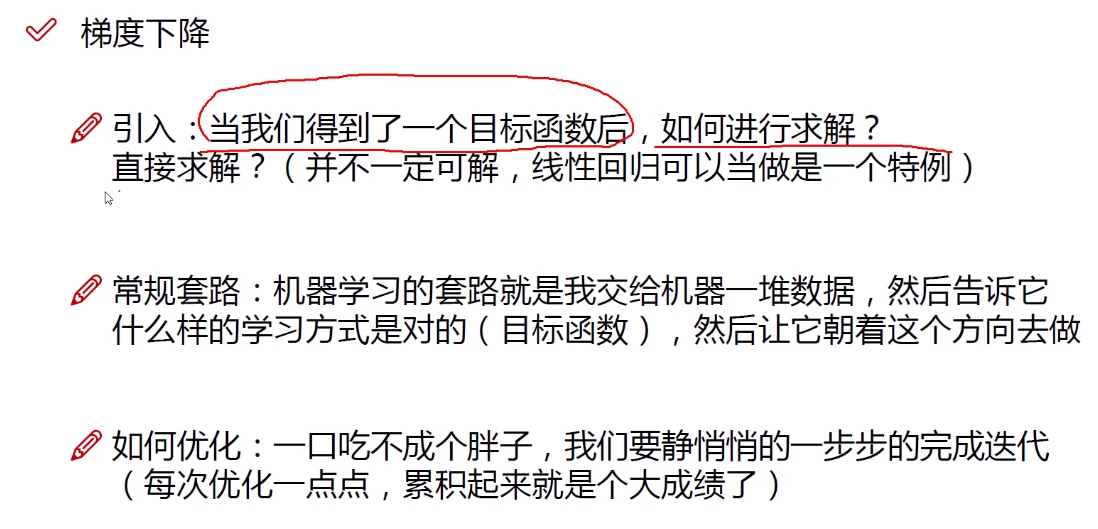 梯度下降
引入：当我们得到了一个目标函数后，如何进行求解？
直接求解？（并不一定可解，线性回归可以当做是一个特例）
常规套路：机器学习的套路就是我交给机器一堆数据，然后告诉它
什么样的学习方式是对的（目标函数），然后让它朝着这个方向去做
如何优化：一口吃不成个胖子，我们要静悄悄的一步步的完成迭代
（每次优化一点点，累积起来就是个大成绩了）